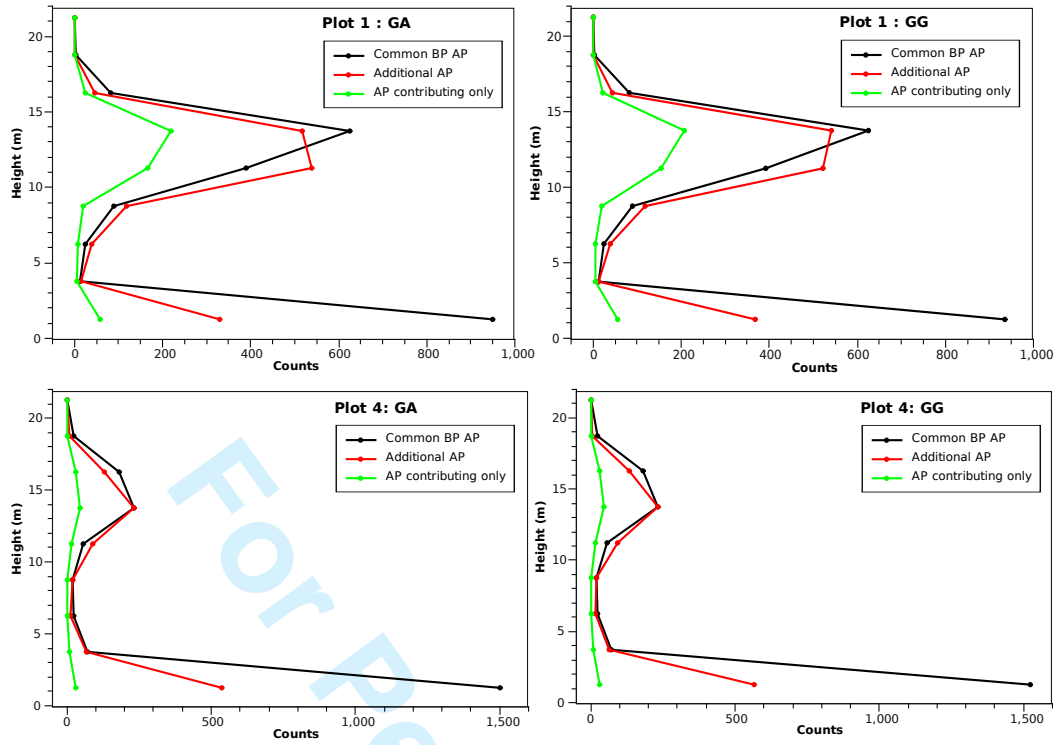 Plot 1 : GA
Common BP AP
Additional AP
AP contributing only
Height (m)
20
15
10
5
0
0 200 400 600 800 1,000
Counts
Plot 1 : GG
Common BP AP
Additional AP
AP contributing only
Height (m)
20
15
10
5
0
0 200 400 600 800 1,000
Counts
Plot 4: GA
Common BP AP
Additional AP
AP contributing only
Height (m)
20
15
10
5
0
0 500 1,000 1,500
Counts
Plot 4: GG
Common BP AP
Additional AP
AP contributing only
Height (m)
20
15
10
5
0
0 500 1,000 1,500
Counts
For